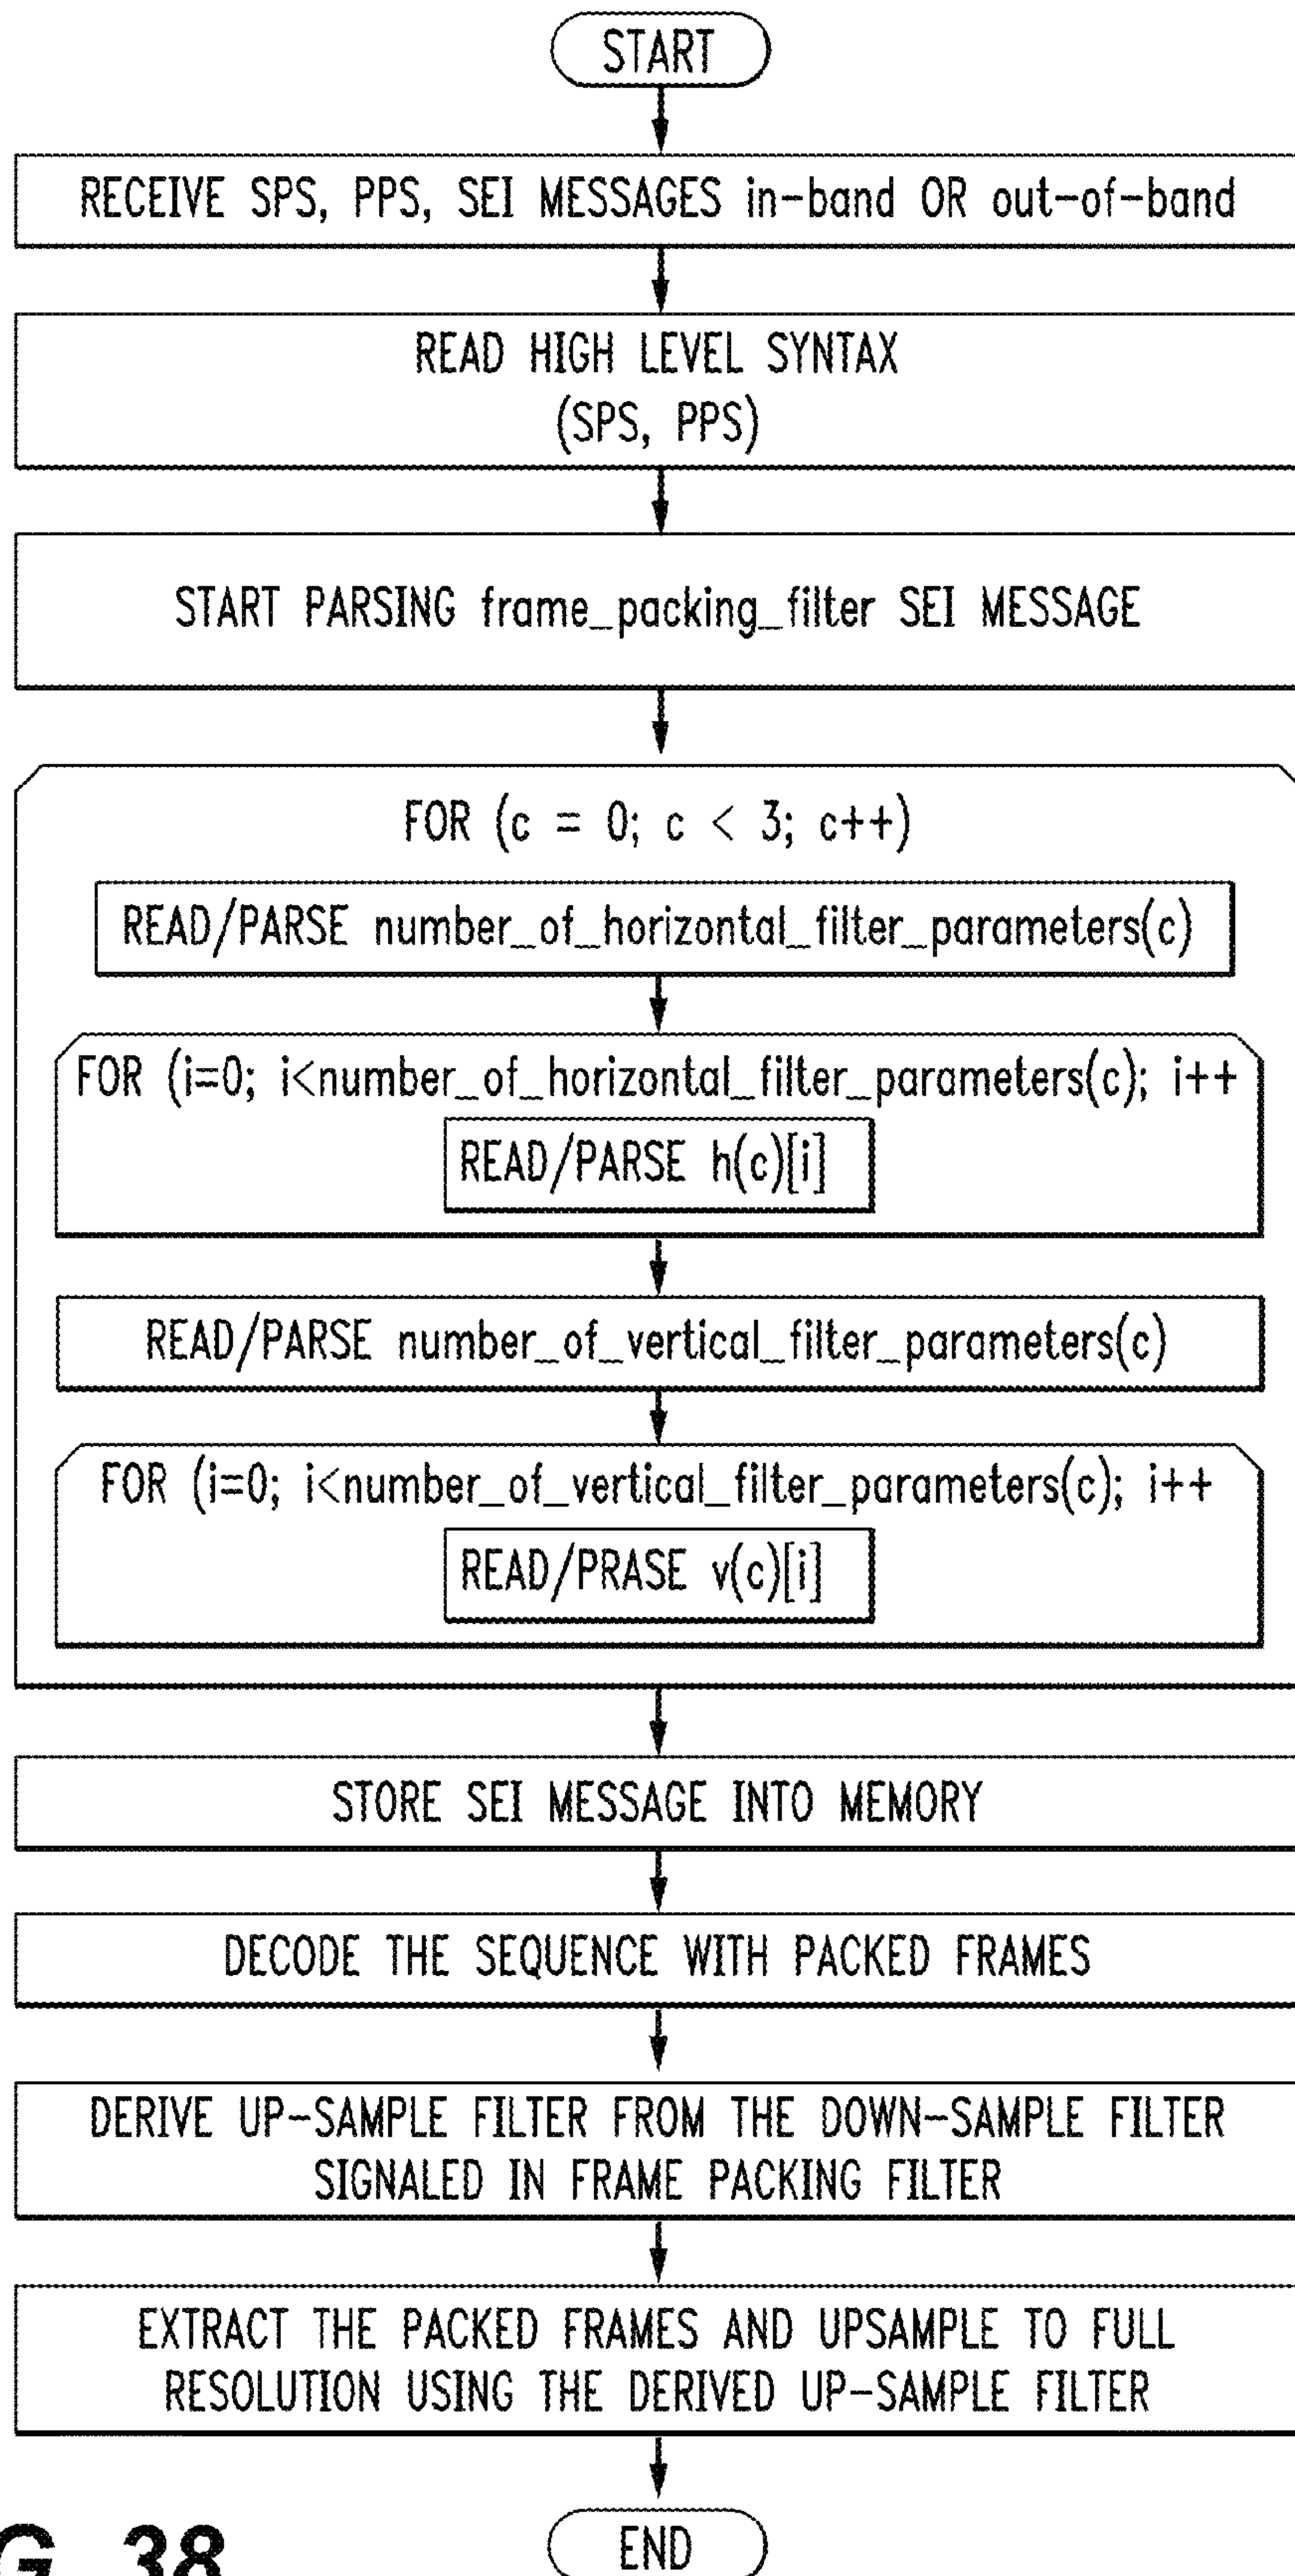 START
RECEIVE SPS, PPS, SEI MESSAGES in-band OR out-of-band
READ HIGH LEVEL SYNTAX
(SPS, PPS)
START PARSING frame_packing_filter SEI MESSAGE
FOR (c = 0; c < 3; c++)
READ/PARSE number_of_horizontal_filter_parameters(c)
FOR (i=0; i<number_of_horizontal_filter_parameters(c); i++
READ/PARSE h(c)[i]
READ/PARSE number_of_vertical_filter_parameters(c)
FOR (i=0; i<number_of_vertical_filter_parameters(c); i++
READ/PRASE v(c)[i]
STORE SEI MESSAGE INTO MEMORY
DECODE THE SEQUENCE WITH PACKED FRAMES
DERIVE UP-SAMPLE FILTER FROM THE DOWN-SAMPLE FILTER
SIGNALED IN FRAME PACKING FILTER
EXTRACT THE PACKED FRAMES AND UPSAMPLE TO FULL
RESOLUTION USING THE DERIVED UP-SAMPLE FILTER
END
G 38